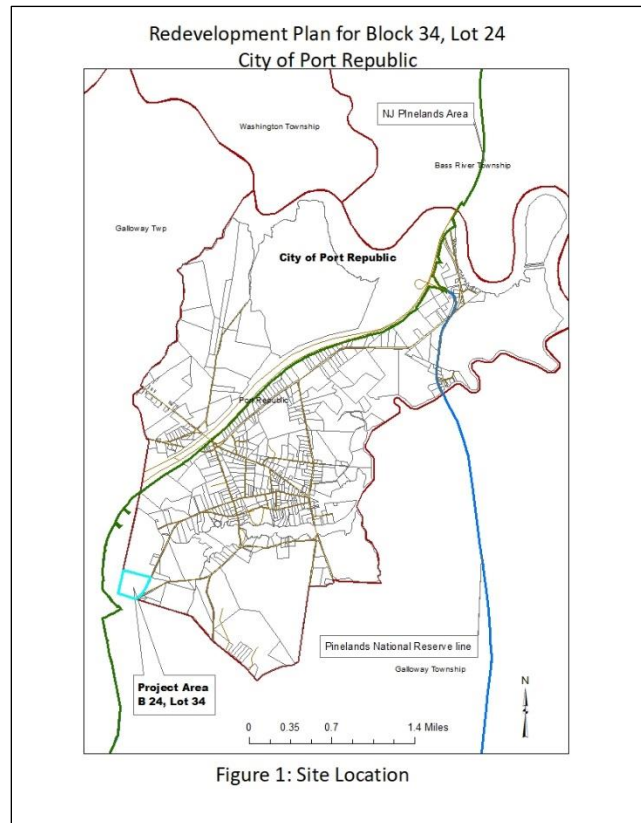 Redevelopment Plan for Block 34, Lot 24
City of Port Republic
NJ PInelands Area
Washington Township
Bass River Township
Galloway Twp
City of Port Republic
Port Republic
Pinelands National Reserve line
Galloway Township
Project Area
B 24, Lot 34
N
0 0.35 0.7 1.4 Miles
Figure 1: Site Location